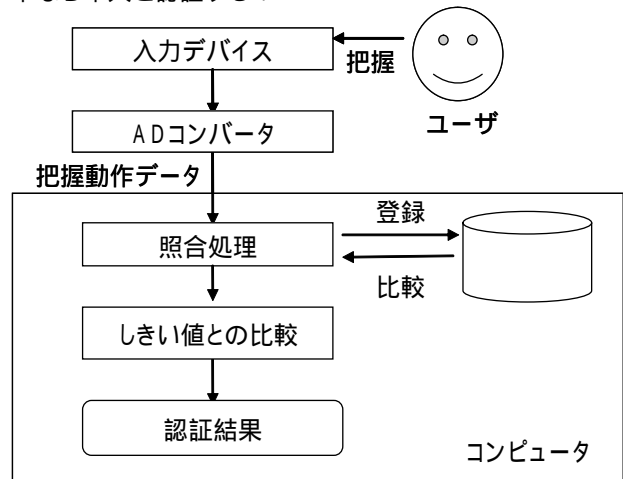 入力デバイス
把握
ユーザ
ADコンバータ
把握動作データ
照合処理
登録
比較
しきい値との比較
認証結果
コンピュータ